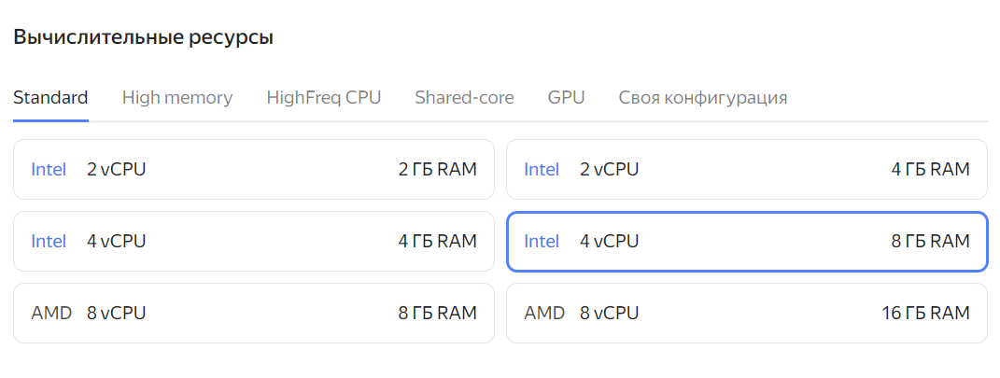 Вычислительные ресурсы
Standard High memory HighFreq CPU Shared-core GPU Своя конфигурация
Intel 2 vCPU 2 ГБ RAM Intel 2 vCPU 4 ГБ RAM
Intel 4 vCPU 4 ГБ RAM Intel 4 vCPU 8 ГБ RAM
AMD 8 vCPU 8 ГБ RAM AMD 8 vCPU 16 ГБ RAM